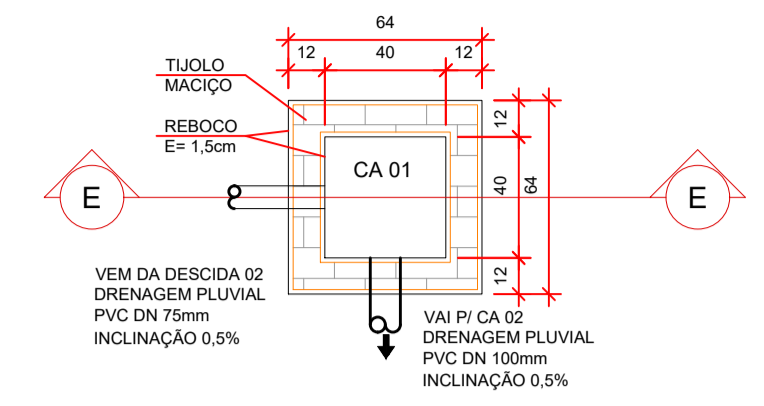 64
12 40 12
TIJOLO
MACIÇO
REBOCO
E= 1,5cm
CA 01
12
40
64
12
E
E
VEM DA DESCIDA 02
DRENAGEM PLUVIAL
PVC DN 75mm
INCLINAÇÃO 0,5%
VAI P/ CA 02
DRENAGEM PLUVIAL
PVC DN 100mm
INCLINAÇÃO 0,5%